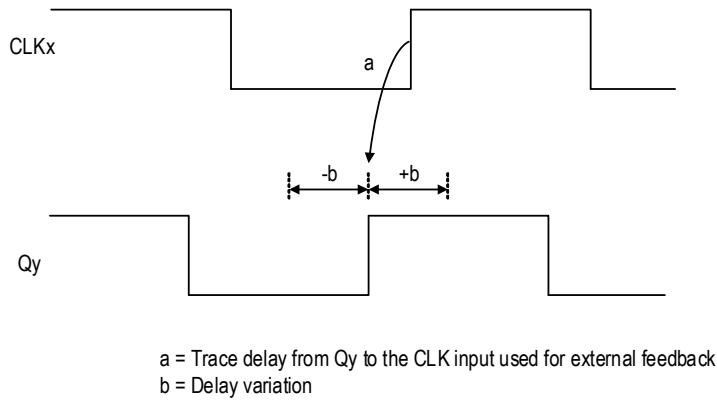 CLKx
a
-b +b
Qy
a = Trace delay from Qy to the CLK input used for external feedback
b = Delay variation